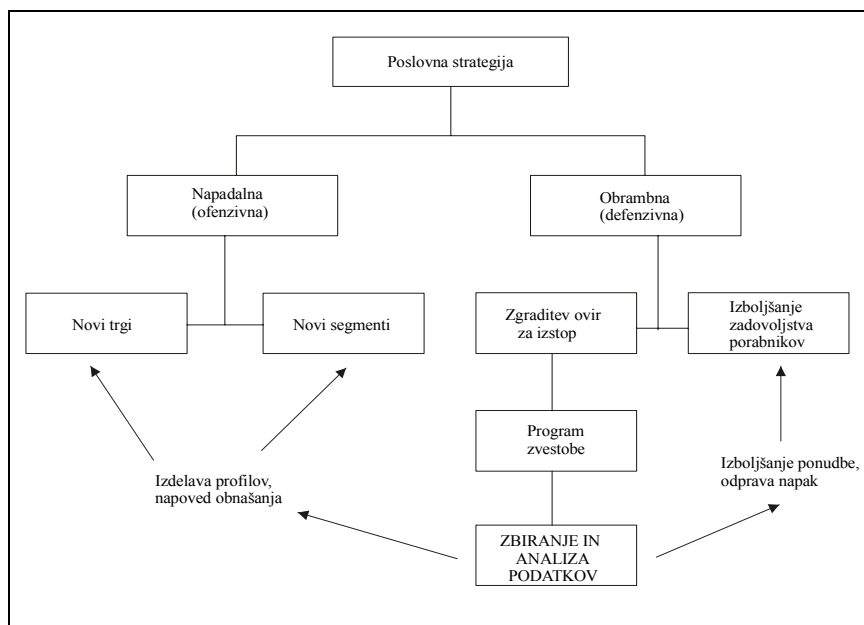 Poslovna strategija
Napadalna
(ofenzivna)
Obrambna
(defenzivna)
Novi trgi
Novi segmenti
Zgraditev ovir
za izstop
Izboljšanje
zadovoljstva
porabnikov
Program
zvestobe
Izdelava profilov,
napoved obnašanja
Izboljšanje ponudbe,
odprava napak
ZBIRANJE IN
ANALIZA
PODATKOV